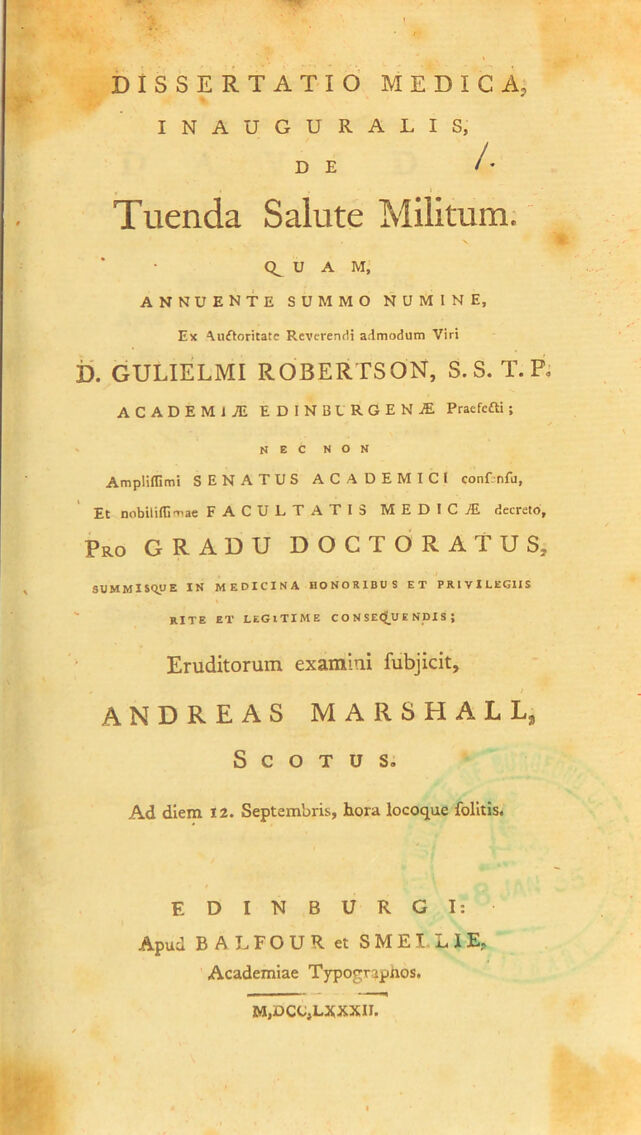 DISSERTATIO MEDICA,
INAUGURALIS,
DE
1.
Tuenda Salute Militum.
QUAM,
ANNUENTE SUMMO NUMINE,
Ex Auctoritate Reverendi admodum Viri
D. GULIELMI ROBERTSON, S. S. T. P.
ACADEMIÆ EDINBURGENÆ Praefecti;
NEC NON
Ampliſſimi SENATUS ACADEMICI conſenſu,
Et nobiliſſimae FACULTATIS MEDICÆ decreto,
PRO GRADU DOCTORATUS,
SUMMISQUE IN MEDICINA HONORIBUS ET PRIVILEGIIS
RITE ET LEGITIME CONSEQUENDIS;
Eruditorum examini ſubjicit,
ANDREAS MARSHALL,
SCOTUS.
Ad diem 12. Septembris, hora locoque ſolitis.
EDINBURGI:
Apud BALFOUR et SMELLIE,
Academiae Typographos.
M,DCC,LXXXII.
8 JAN